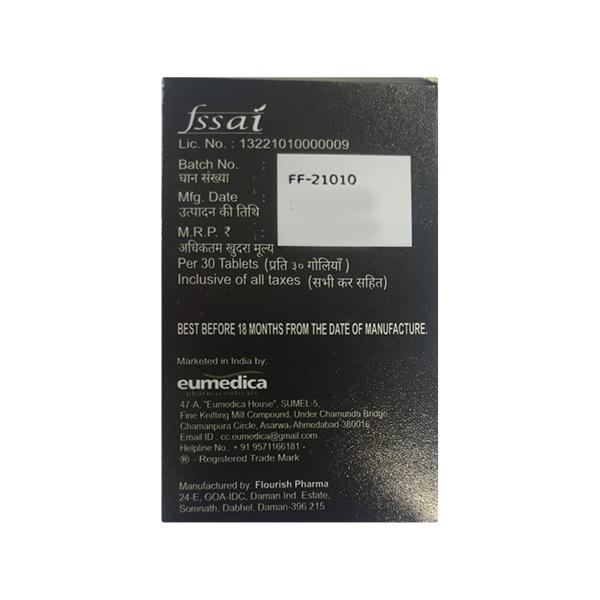 fssai
Lic. No. : 13221010000009
Batch No. :
घान संख्या
FF-21010
Mfg. Date :
उत्पादन की तिथि
M.R.P. ₹ :
अधिकतम खुदरा मूल्य
Per 30 Tablets (प्रति ३० गोलियाँ )
Inclusive of all taxes (सभी कर सहित)
BEST BEFORE 18 MONTHS FROM THE DATE OF MANUFACTURE.
Marketed in India by:
eumedica
pharmaceuticals
47-A, "Eumedica House", SUMEL-5,
Fine Knitting Mill Compound, Under Chamunda Bridge,
Chamanpura Circle, Asarwa, Ahmedabad-380016
Email ID : cc.eumedica@gmail.com
Helpline No.: + 91 9571166181
® - Registered Trade Mark
Manufactured by: Flourish Pharma
24-E, GOA-IDC, Daman Ind. Estate,
Somnath, Dabhel, Daman-396 215